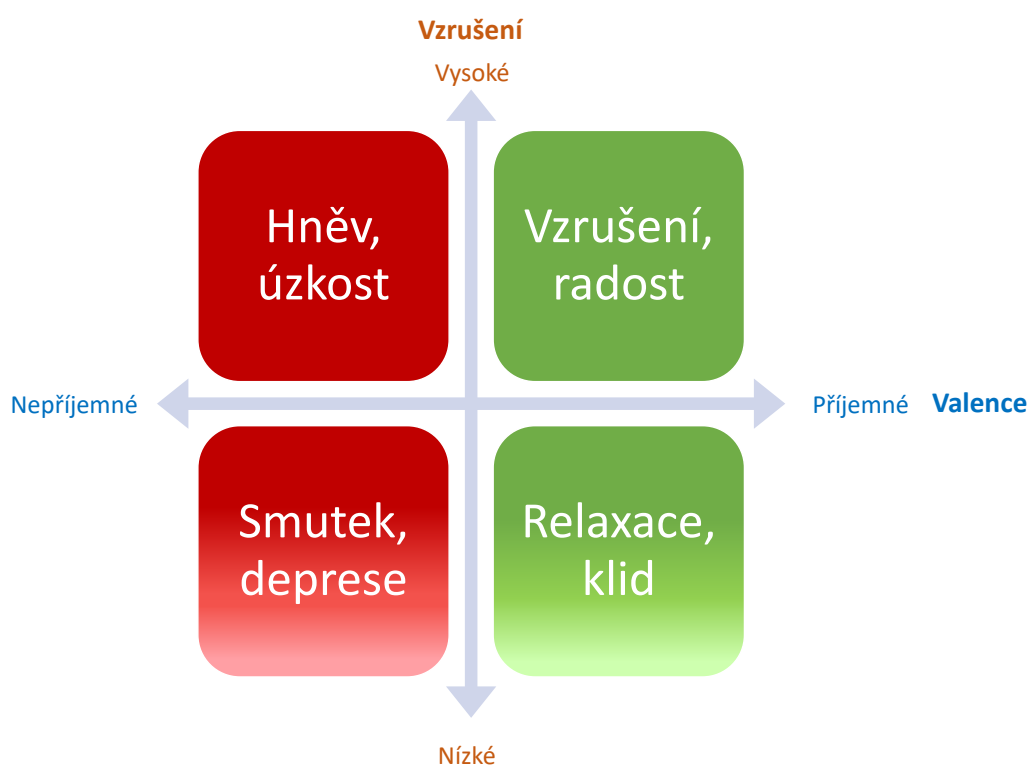 Vzrušení
Vysoké
Hněv,
úzkost
Vzrušení,
radost
Nepříjemné
Příjemné
Valence
Smutek,
deprese
Relaxace,
klid
Nízké